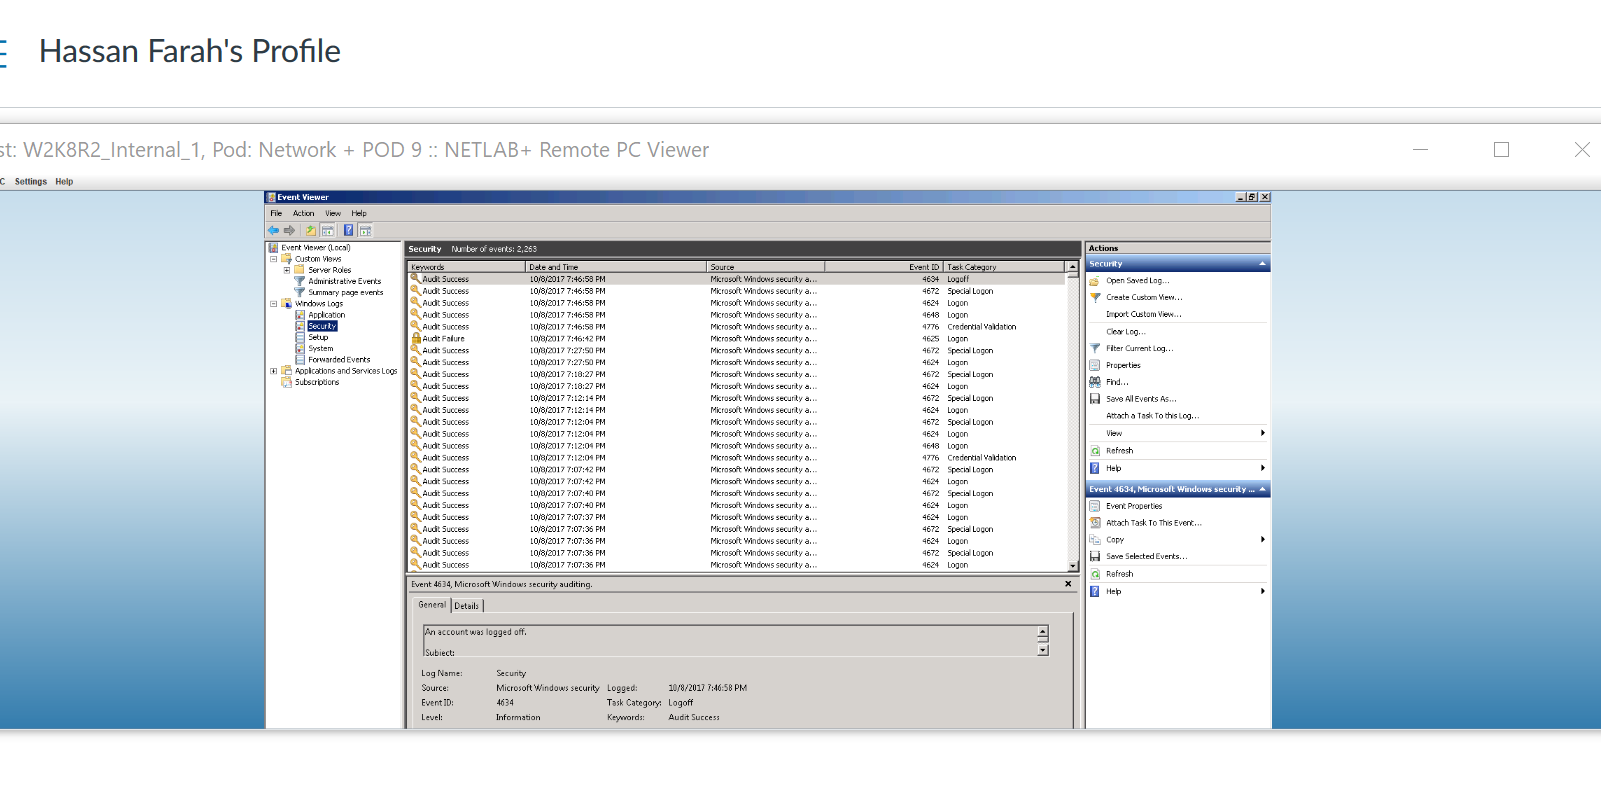 Hassan Farah's Profile
st: W2K8R2_Internal_1, Pod: Network + POD 9 :: NETLAB+ Remote PC Viewer
C Settings Help
Event Viewer
File Action View Help
Event Viewer (Local)
Custom Views
Server Roles
Administrative Events
Summary page events
Windows Logs
Application
Security
Setup
System
Forwarded Events
Applications and Services Logs
Subscriptions
Security Number of events: 2,263
Keywords Date and Time Source Event ID Task Category
Audit Success 10/8/2017 7:46:58 PM Microsoft Windows security a... 4634 Logoff
Audit Success 10/8/2017 7:46:58 PM Microsoft Windows security a... 4672 Special Logon
Audit Success 10/8/2017 7:46:58 PM Microsoft Windows security a... 4624 Logon
Audit Success 10/8/2017 7:46:58 PM Microsoft Windows security a... 4648 Logon
Audit Success 10/8/2017 7:46:58 PM Microsoft Windows security a... 4776 Credential Validation
Audit Failure 10/8/2017 7:46:42 PM Microsoft Windows security a... 4625 Logon
Audit Success 10/8/2017 7:27:50 PM Microsoft Windows security a... 4672 Special Logon
Audit Success 10/8/2017 7:27:50 PM Microsoft Windows security a... 4624 Logon
Audit Success 10/8/2017 7:18:27 PM Microsoft Windows security a... 4672 Special Logon
Audit Success 10/8/2017 7:18:27 PM Microsoft Windows security a... 4624 Logon
Audit Success 10/8/2017 7:12:14 PM Microsoft Windows security a... 4672 Special Logon
Audit Success 10/8/2017 7:12:14 PM Microsoft Windows security a... 4624 Logon
Audit Success 10/8/2017 7:12:04 PM Microsoft Windows security a... 4672 Special Logon
Audit Success 10/8/2017 7:12:04 PM Microsoft Windows security a... 4624 Logon
Audit Success 10/8/2017 7:12:04 PM Microsoft Windows security a... 4648 Logon
Audit Success 10/8/2017 7:12:04 PM Microsoft Windows security a... 4776 Credential Validation
Audit Success 10/8/2017 7:07:42 PM Microsoft Windows security a... 4672 Special Logon
Audit Success 10/8/2017 7:07:42 PM Microsoft Windows security a... 4624 Logon
Audit Success 10/8/2017 7:07:40 PM Microsoft Windows security a... 4672 Special Logon
Audit Success 10/8/2017 7:07:40 PM Microsoft Windows security a... 4624 Logon
Audit Success 10/8/2017 7:07:37 PM Microsoft Windows security a... 4624 Logon
Audit Success 10/8/2017 7:07:36 PM Microsoft Windows security a... 4672 Special Logon
Audit Success 10/8/2017 7:07:36 PM Microsoft Windows security a... 4624 Logon
Audit Success 10/8/2017 7:07:36 PM Microsoft Windows security a... 4672 Special Logon
Audit Success 10/8/2017 7:07:36 PM Microsoft Windows security a... 4624 Logon
Event 4634, Microsoft Windows security auditing.
General Details
An account was logged off.
Subject:
Log Name: Security
Source: Microsoft Windows security Logged: 10/8/2017 7:46:58 PM
Event ID: 4634 Task Category: Logoff
Level: Information Keywords: Audit Success
Actions
Security
Open Saved Log...
Create Custom View...
Import Custom View...
Clear Log...
Filter Current Log...
Properties
Find...
Save All Events As...
Attach a Task To this Log...
View
Refresh
Help
Event 4634, Microsoft Windows security ...
Event Properties
Attach Task To This Event...
Copy
Save Selected Events...
Refresh
Help